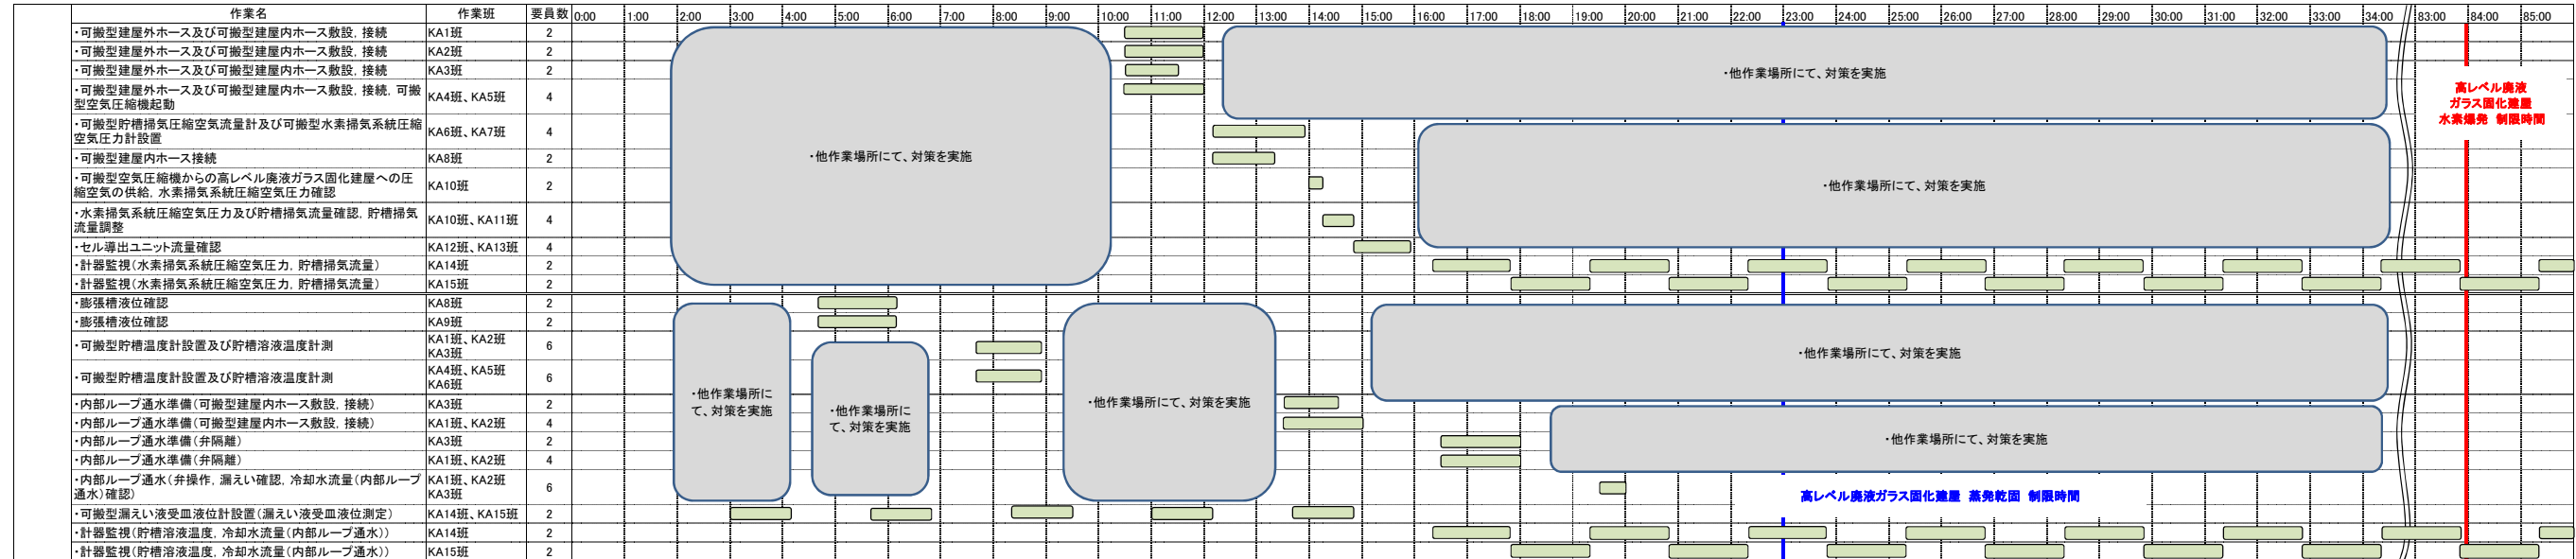 作業名 作業班 要員数 0:00 1:00 2:00 3:00 4:00 5:00 6:00 7:00 8:00 9:00 10:00 11:00 12:00 13:00 14:00 15:00 16:00 17:00 18:00 19:00 20:00 21:00 22:00 23:00 24:00 25:00 26:00 27:00 28:00 29:00 30:00 31:00 32:00 33:00 34:00 83:00 84:00 85:00
・可搬型建屋外ホース及び可搬型建屋内ホース敷設，接続 KA1班 2
・可搬型建屋外ホース及び可搬型建屋内ホース敷設，接続 KA2班 2
・可搬型建屋外ホース及び可搬型建屋内ホース敷設，接続 KA3班 2
・可搬型建屋外ホース及び可搬型建屋内ホース敷設，接続，可搬
型空気圧縮機起動 KA4班、KA5班 4
・可搬型貯槽掃気圧縮空気流量計及び可搬型水素掃気系統圧縮
空気圧力計設置 KA6班、KA7班 4
・可搬型建屋内ホース接続 KA8班 2
・可搬型空気圧縮機からの高レベル廃液ガラス固化建屋への圧
縮空気の供給，水素掃気系統圧縮空気圧力確認 KA10班 2
・水素掃気系統圧縮空気圧力及び貯槽掃気流量確認，貯槽掃気
流量調整 KA10班、KA11班 4
・セル導出ユニット流量確認 KA12班、KA13班 4
・計器監視（水素掃気系統圧縮空気圧力，貯槽掃気流量） KA14班 2
・計器監視（水素掃気系統圧縮空気圧力，貯槽掃気流量） KA15班 2
・他作業場所にて、対策を実施
・他作業場所にて、対策を実施
・他作業場所にて、対策を実施
高レベル廃液
ガラス固化建屋
水素爆発 制限時間
・膨張槽液位確認 KA8班 2
・膨張槽液位確認 KA9班 2
・可搬型貯槽温度計設置及び貯槽溶液温度計測 KA1班、KA2班
KA3班 6
・可搬型貯槽温度計設置及び貯槽溶液温度計測 KA4班、KA5班
KA6班 6
・内部ループ通水準備（可搬型建屋内ホース敷設，接続） KA3班 2
・内部ループ通水準備（可搬型建屋内ホース敷設，接続） KA1班、KA2班 4
・内部ループ通水準備（弁隔離） KA3班 2
・内部ループ通水準備（弁隔離） KA1班、KA2班 4
・内部ループ通水（弁操作，漏えい確認，冷却水流量（内部ループ
通水）確認） KA1班、KA2班
KA3班 6
・可搬型漏えい液受皿液位計設置（漏えい液受皿液位測定） KA14班、KA15班 2
・計器監視（貯槽溶液温度，冷却水流量（内部ループ通水）） KA14班 2
・計器監視（貯槽溶液温度，冷却水流量（内部ループ通水）） KA15班 2
・他作業場所に
て、対策を実施
・他作業場所に
て、対策を実施
・他作業場所にて、対策を実施
・他作業場所にて、対策を実施
・他作業場所にて、対策を実施
高レベル廃液ガラス固化建屋 蒸発乾固 制限時間